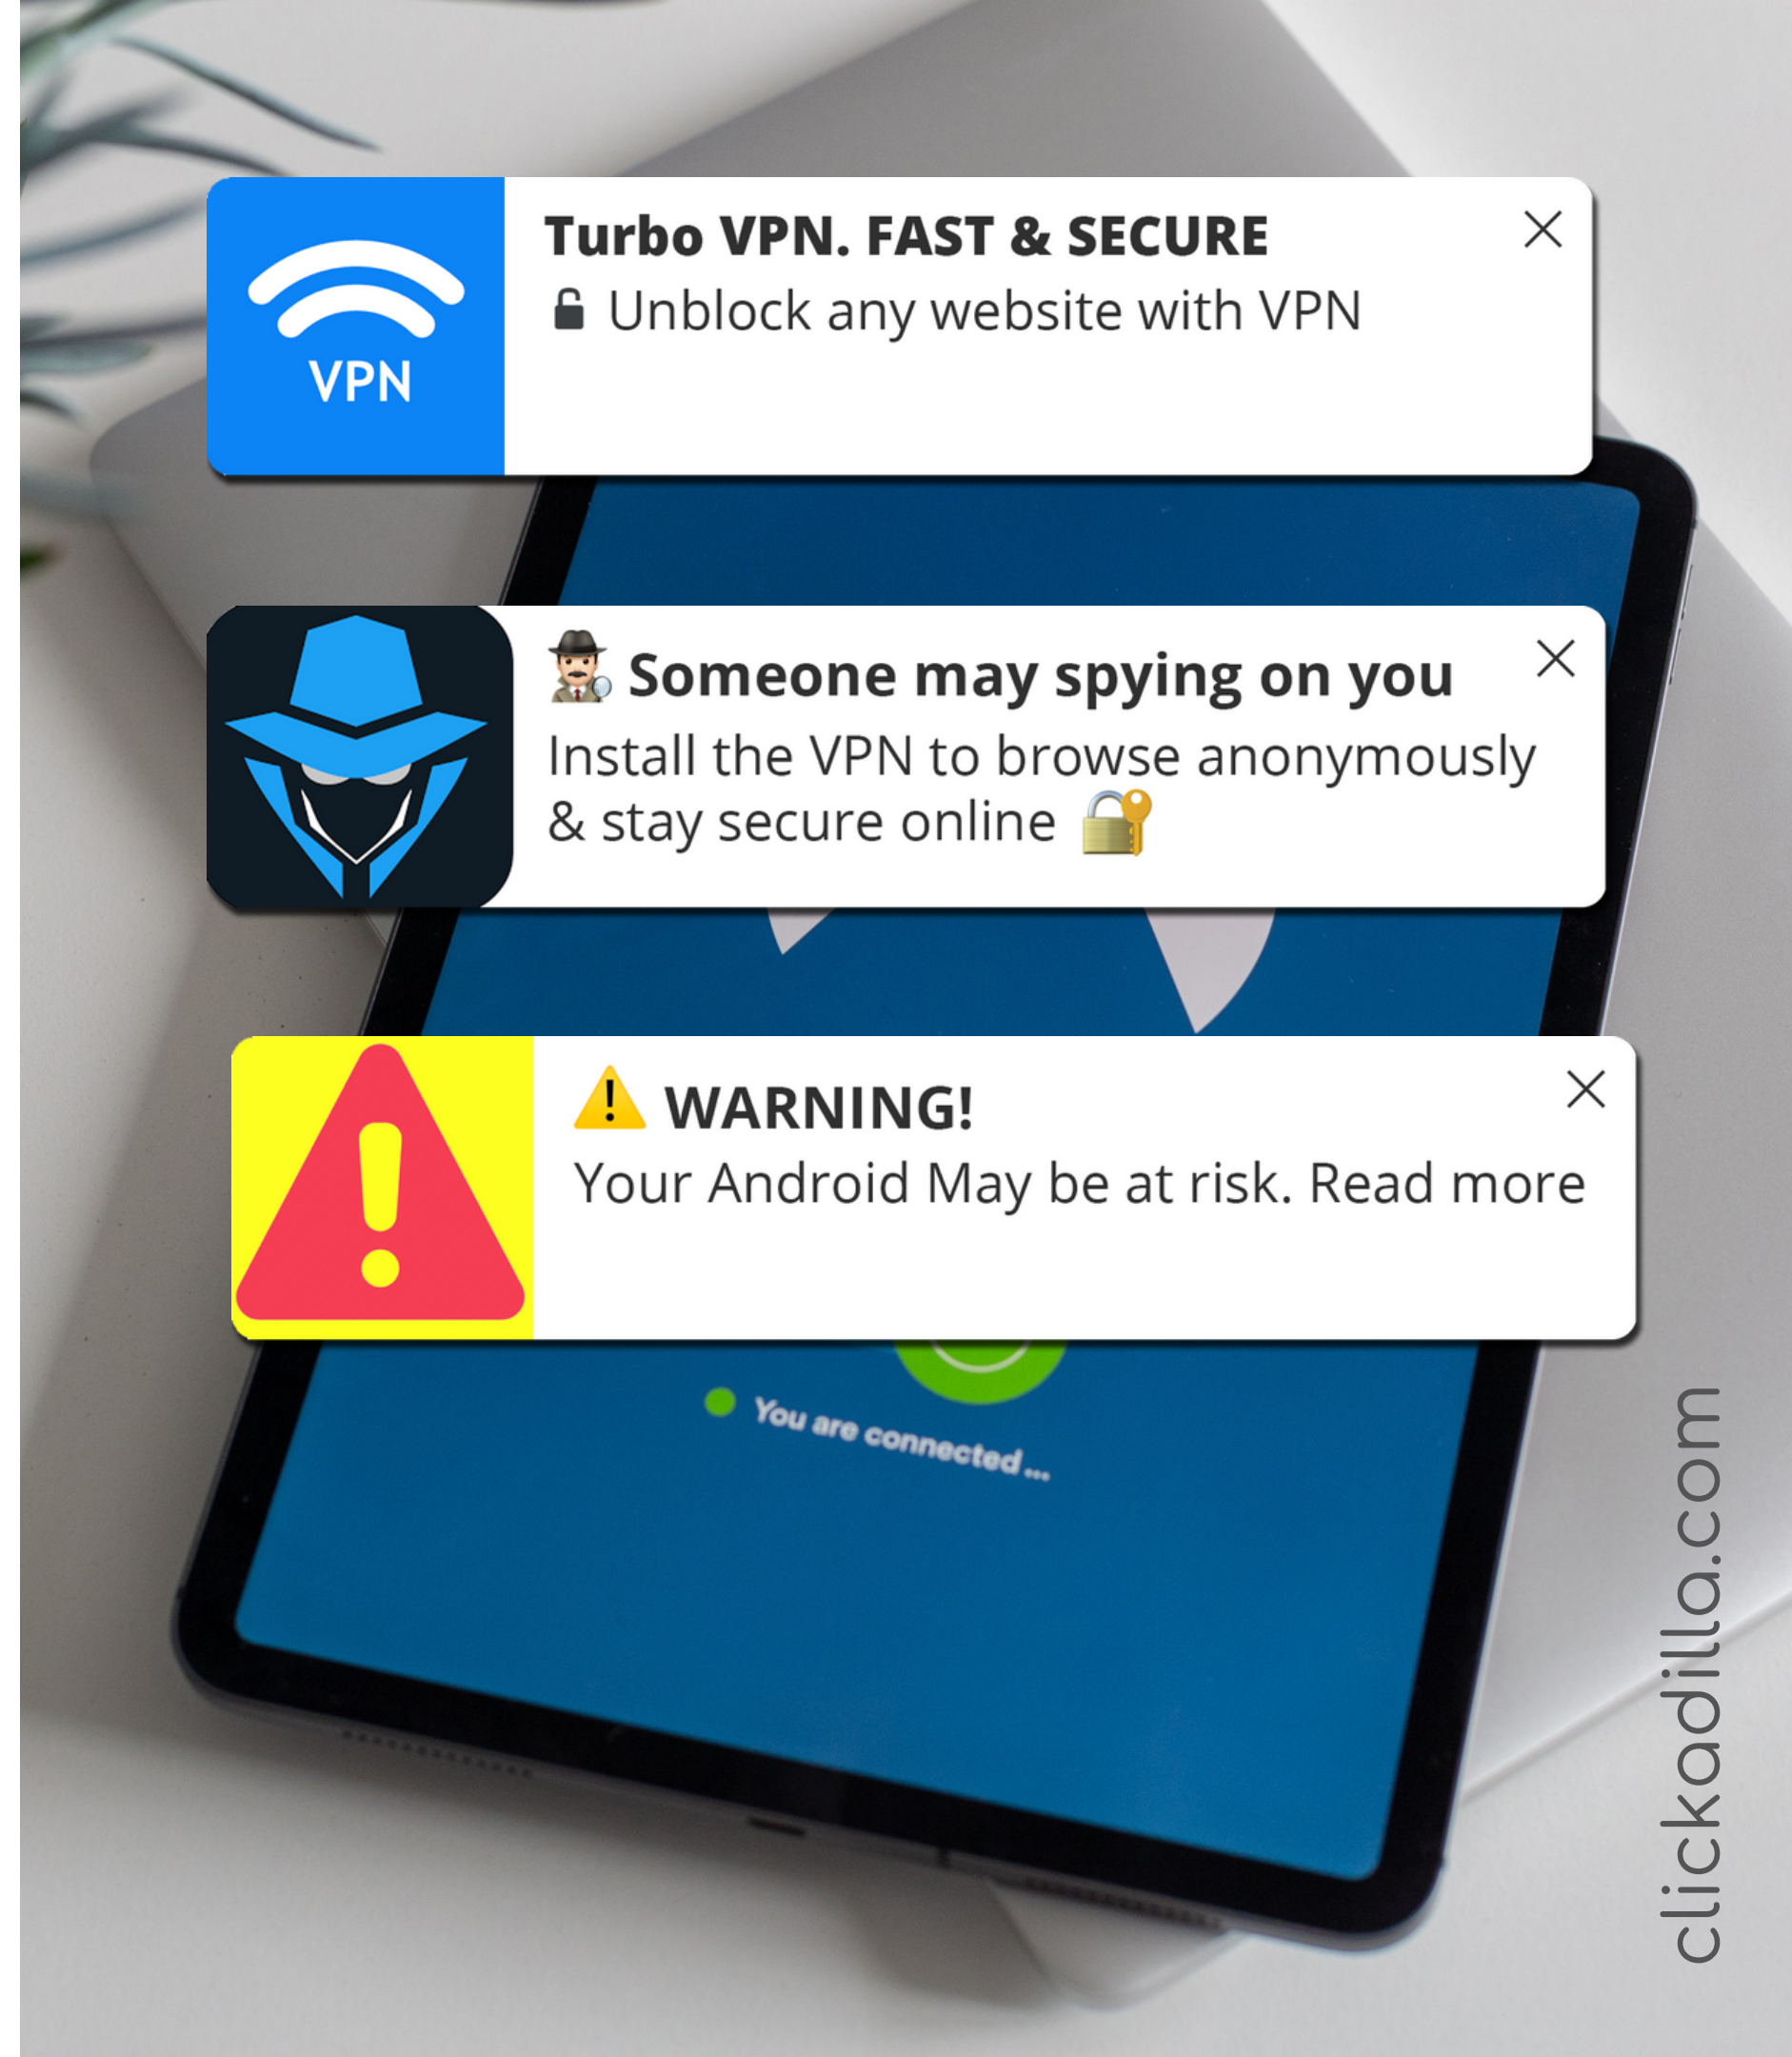 VPN
Turbo VPN. FAST & SECURE
🔓 Unblock any website with VPN
🕵️ Someone may spying on you
Install the VPN to browse anonymously
& stay secure online 🔐
⚠️ WARNING!
Your Android May be at risk. Read more
You are connected...
clickadilla.com